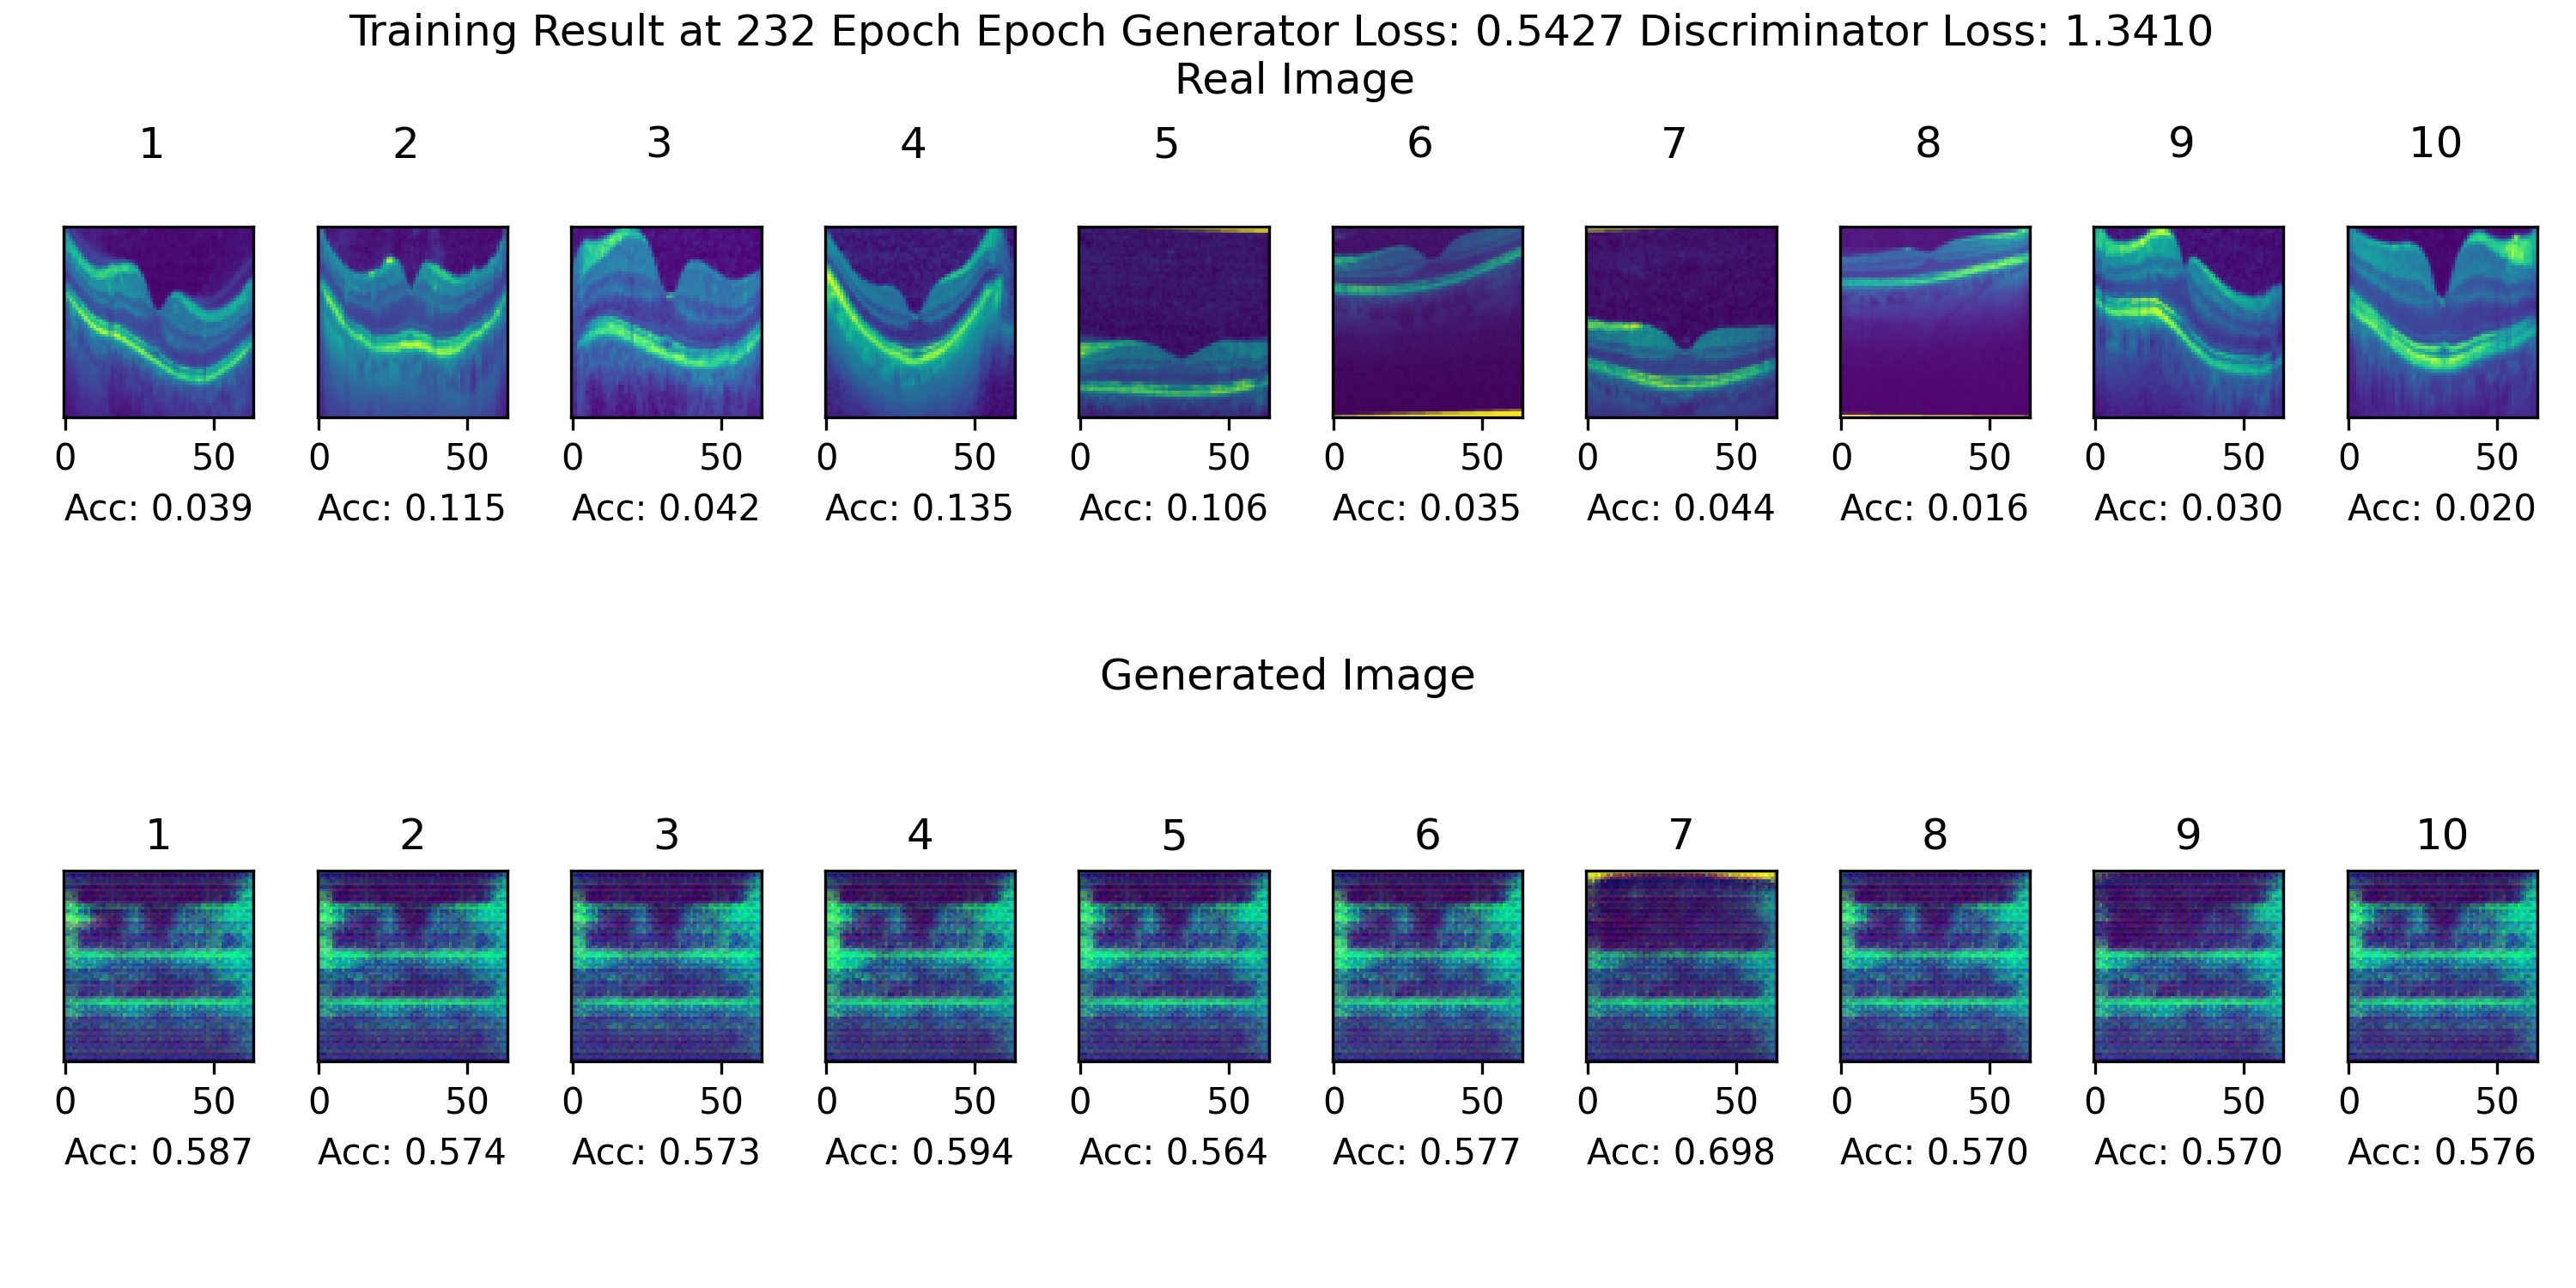 Training Result at 232 Epoch Epoch Generator Loss: 0.5427 Discriminator Loss: 1.3410
Real Image
1 2 3 4 5 6 7 8 9 10
0 50 0 50 0 50 0 50 0 50 0 50 0 50 0 50 0 50 0 50
Acc: 0.039 Acc: 0.115 Acc: 0.042 Acc: 0.135 Acc: 0.106 Acc: 0.035 Acc: 0.044 Acc: 0.016 Acc: 0.030 Acc: 0.020
Generated Image
1 2 3 4 5 6 7 8 9 10
0 50 0 50 0 50 0 50 0 50 0 50 0 50 0 50 0 50 0 50
Acc: 0.587 Acc: 0.574 Acc: 0.573 Acc: 0.594 Acc: 0.564 Acc: 0.577 Acc: 0.698 Acc: 0.570 Acc: 0.570 Acc: 0.576